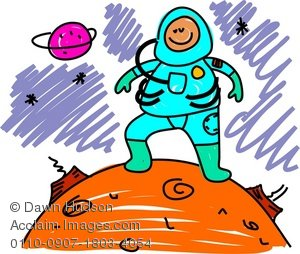 © Dawn Hudson
Acclaim Images.com
0110-0907-1803-4054